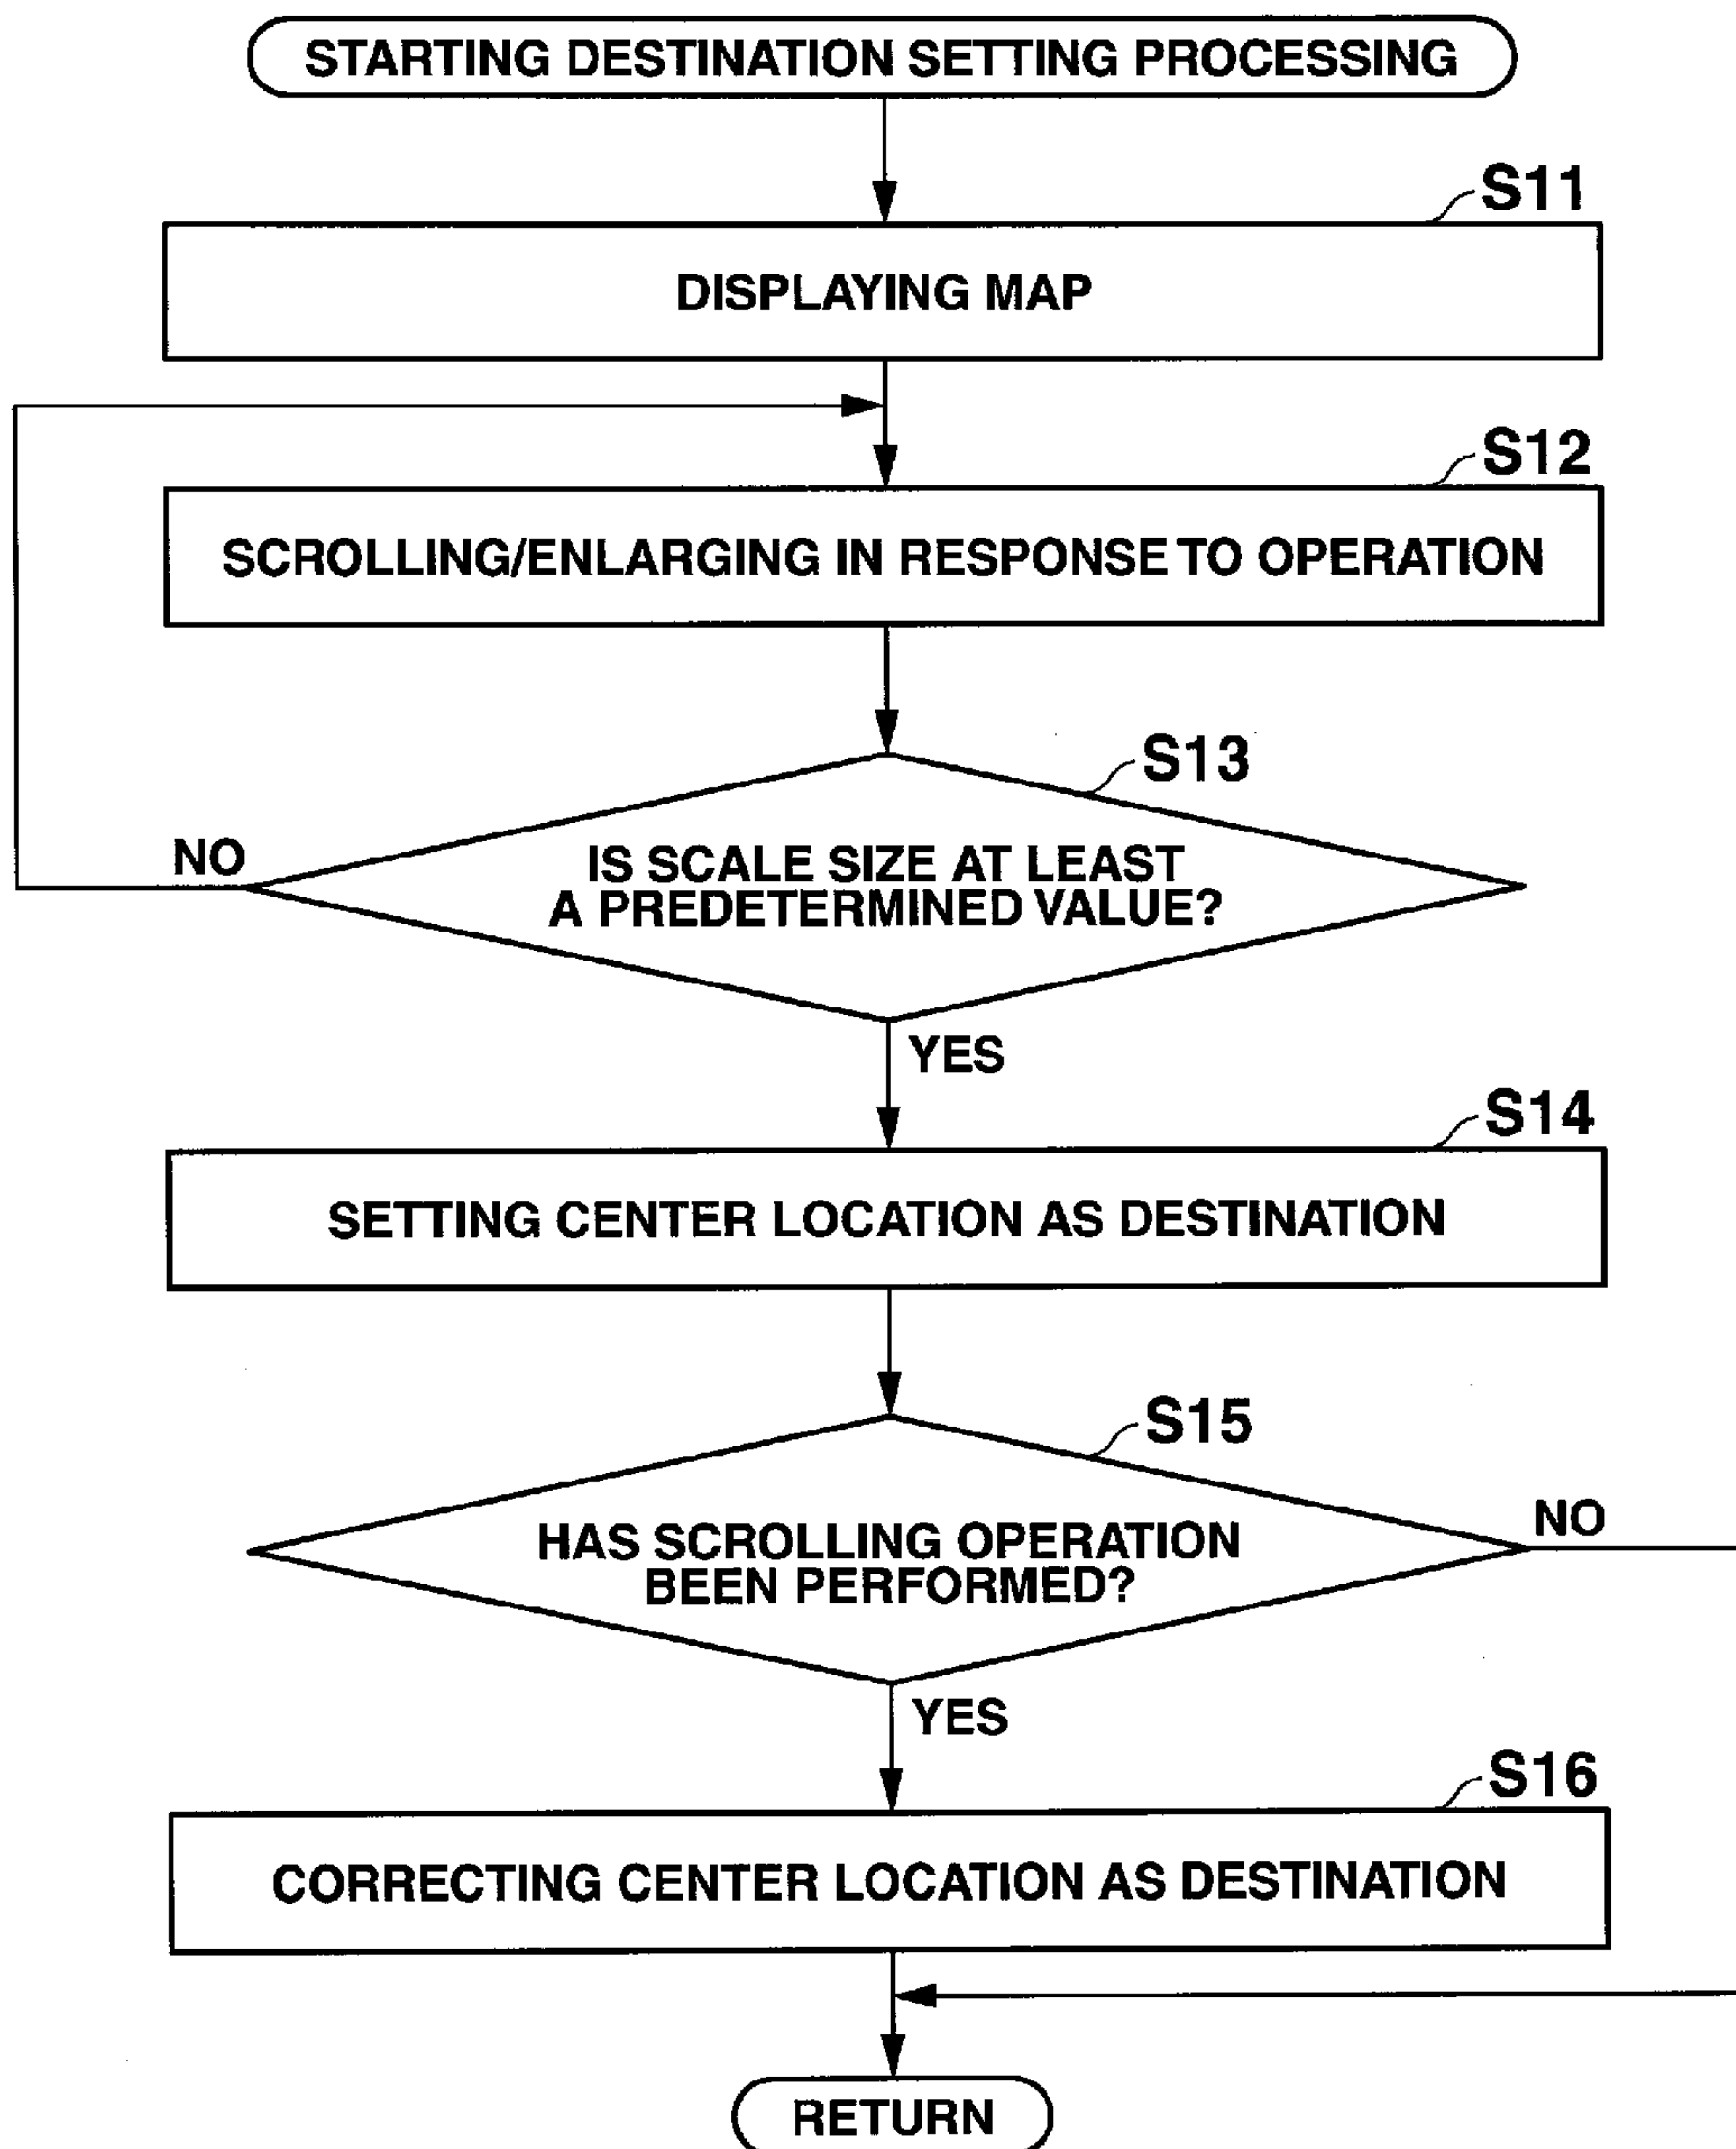 STARTING DESTINATION SETTING PROCESSING
S11
DISPLAYING MAP
S12
SCROLLING/ENLARGING IN RESPONSE TO OPERATION
S13
NO
IS SCALE SIZE AT LEAST
A PREDETERMINED VALUE?
YES
S14
SETTING CENTER LOCATION AS DESTINATION
S15
NO
HAS SCROLLING OPERATION
BEEN PERFORMED?
YES
S16
CORRECTING CENTER LOCATION AS DESTINATION
RETURN